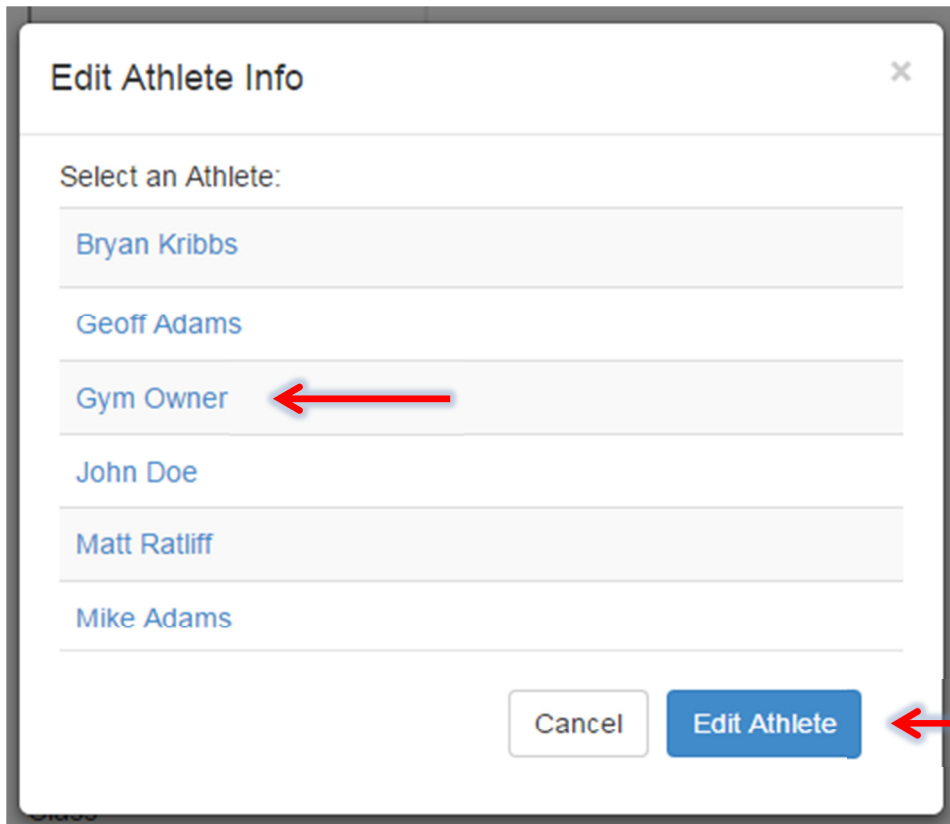 Edit Athlete Info ×
Select an Athlete:
Bryan Kribbs
Geoff Adams
Gym Owner
John Doe
Matt Ratliff
Mike Adams
Cancel Edit Athlete
Class